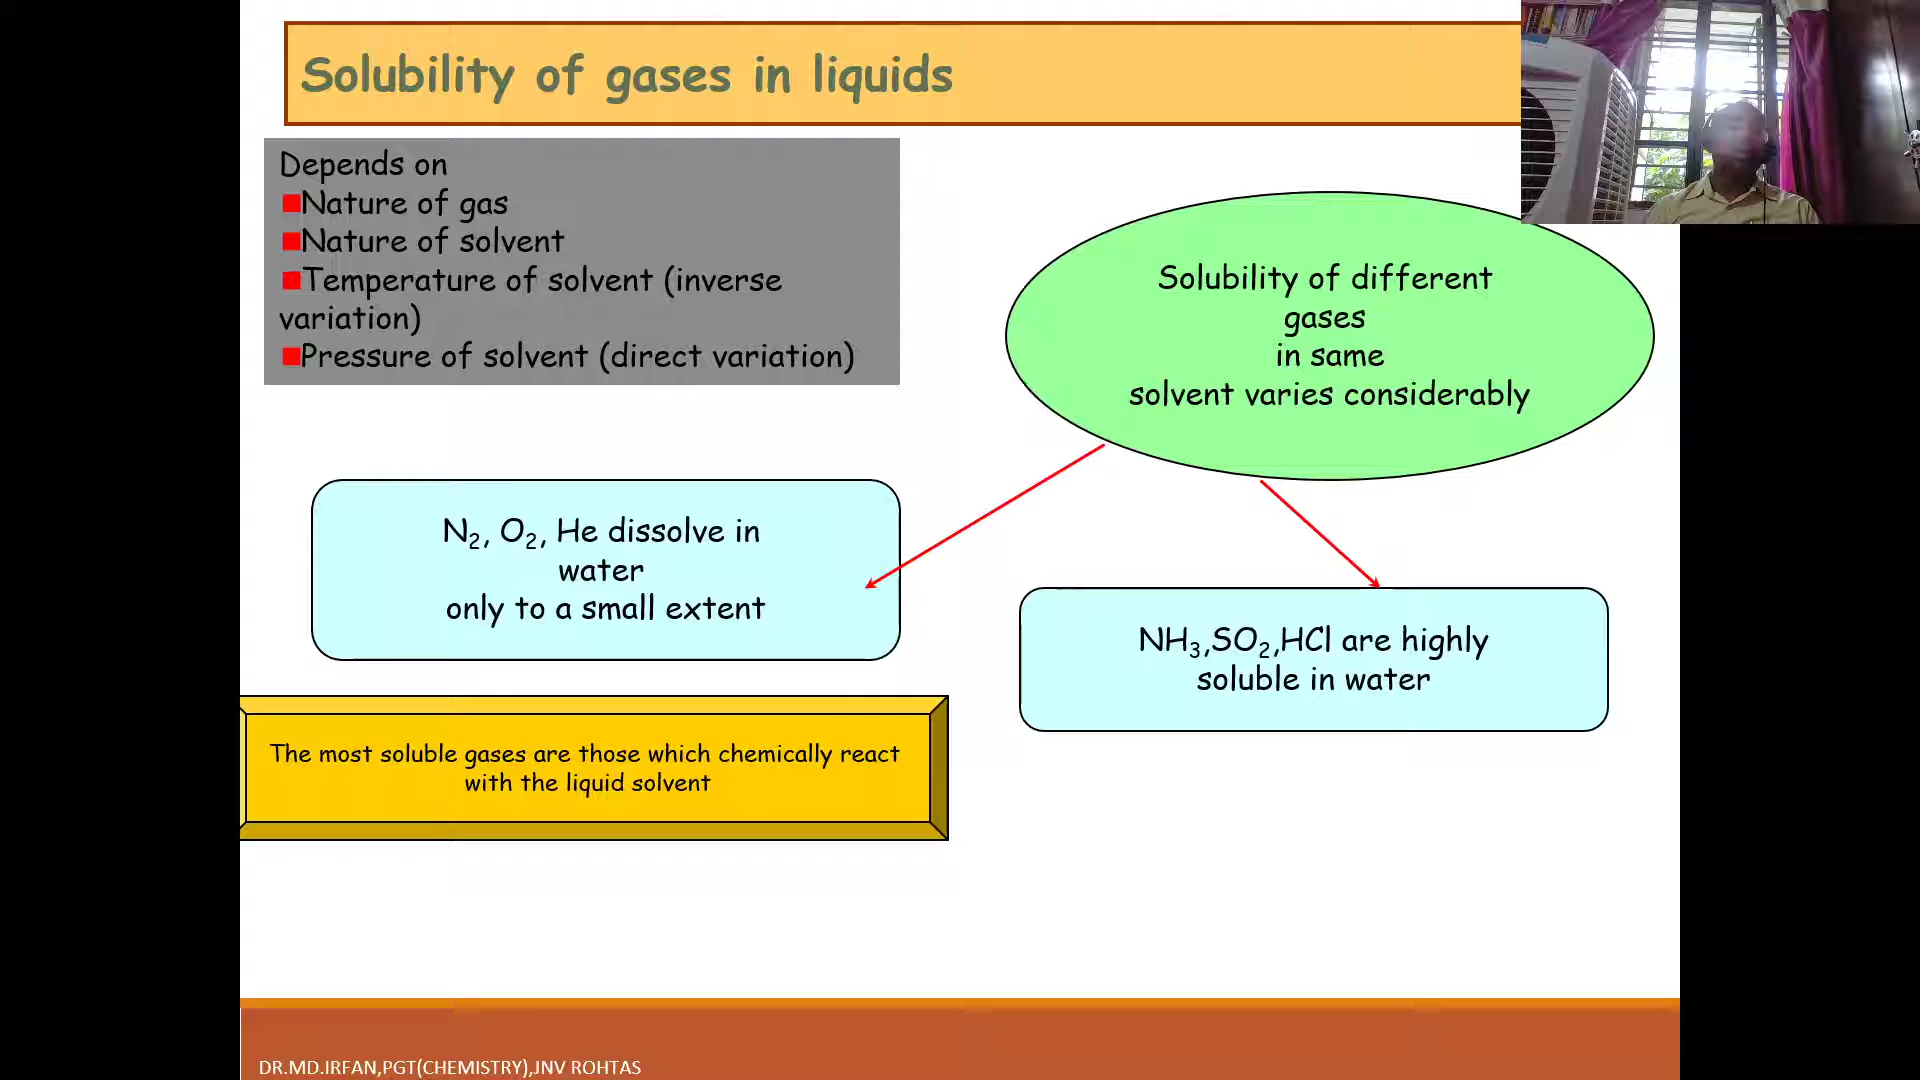 Solubility of gases in liquids
Depends on
Nature of gas
Nature of solvent
Temperature of solvent (inverse
variation)
Pressure of solvent (direct variation)
Solubility of different
gases
in same
solvent varies considerably
N₂, O₂, He dissolve in
water
only to a small extent
NH₃,SO₂,HCl are highly
soluble in water
The most soluble gases are those which chemically react
with the liquid solvent
DR.MD.IRFAN,PGT(CHEMISTRY),JNV ROHTAS